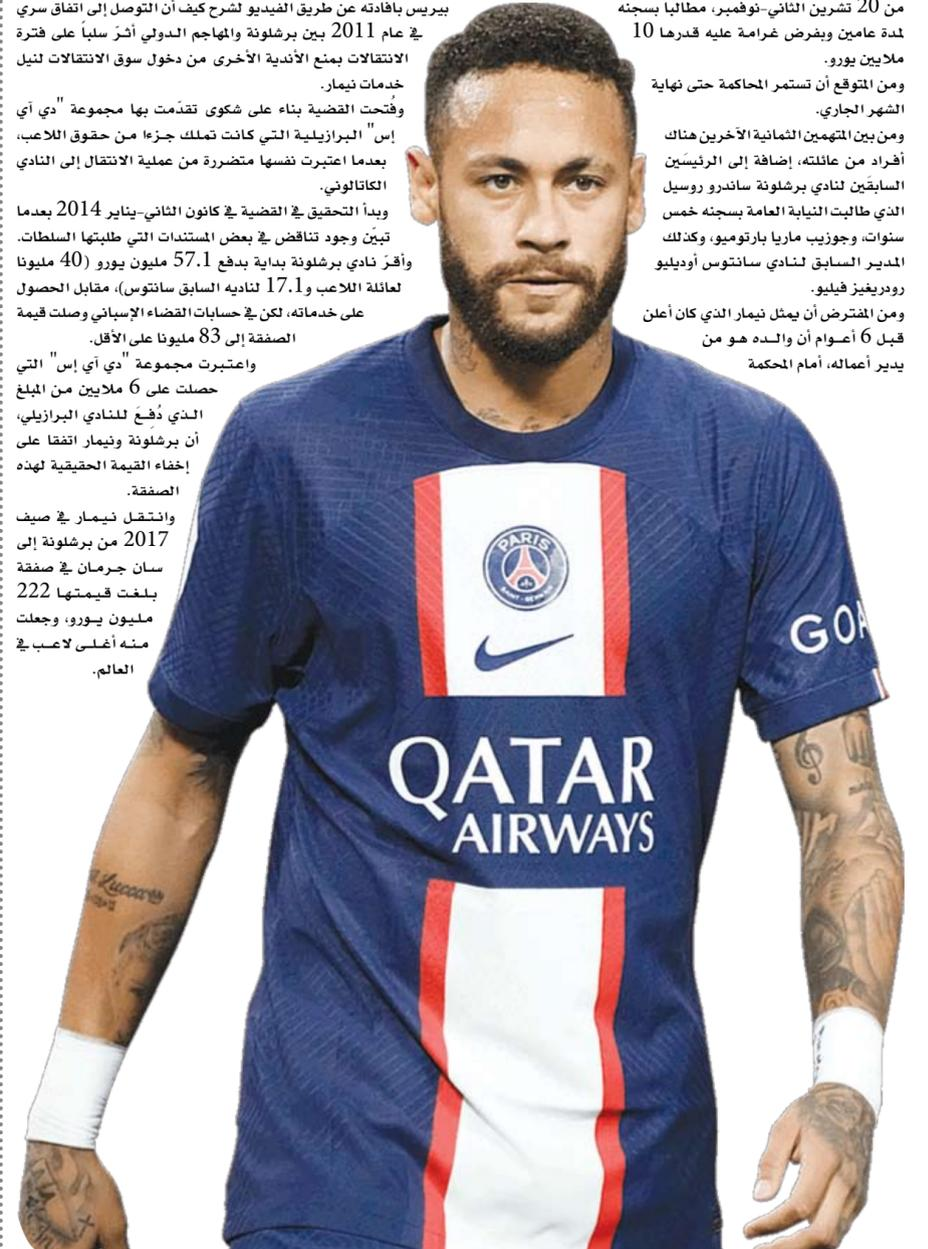 من 20 تشرين الثاني-نوفمبر، مطالبا بسجنه
لمدة عامين وبفرض غرامة عليه قدرها 10
ملايين يورو.
ومن المتوقع أن تستمر المحاكمة حتى نهاية
الشهر الجاري.
ومن بين المتهمين الثمانية الآخرين هناك
أفراد من عائلته، إضافة إلى الرئيسَين
السابقَين لنادي برشلونة ساندرو روسيل
الذي طالبت النيابة العامة بسجنه خمس
سنوات، وجوزيب ماريا بارتوميو، وكذلك
المدير السابق لنادي سانتوس أوديليو
رودريغيز فيليو.
ومن المفترض أن يمثل نيمار الذي كان أعلن
قبل 6 أعوام أن والده هو من
يدير أعماله، أمام المحكمة
بيريس بافادته عن طريق الفيديو لشرح كيف أن التوصل إلى اتفاق سري
في عام 2011 بين برشلونة والمهاجم الدولي أثرّ سلباً على فترة
الانتقالات بمنع الأندية الأخرى من دخول سوق الانتقالات لنيل
خدمات نيمار.
وفُتحت القضية بناء على شكوى تقدّمت بها مجموعة "دي آي
إس" البرازيلية التي كانت تملك جزءا من حقوق اللاعب،
بعدما اعتبرت نفسها متضررة من عملية الانتقال إلى النادي
الكاتالوني.
وبدأ التحقيق في القضية في كانون الثاني-يناير 2014 بعدما
تبيّن وجود تناقض في بعض المستندات التي طلبتها السلطات.
وأقرّ نادي برشلونة بداية بدفع 57.1 مليون يورو (40 مليونا
لعائلة اللاعب و17.1 لناديه السابق سانتوس)، مقابل الحصول
على خدماته، لكن في حسابات القضاء الإسباني وصلت قيمة
الصفقة إلى 83 مليونا على الأقل.
واعتبرت مجموعة "دي آي إس" التي
حصلت على 6 ملايين من المبلغ
الذي دُفِعَ للنادي البرازيلي،
أن برشلونة ونيمار اتفقا على
إخفاء القيمة الحقيقية لهذه
الصفقة.
وانتقل نيمار في صيف
2017 من برشلونة إلى
سان جرمان في صفقة
بلغت قيمتها 222
مليون يورو، وجعلت
منه أغلى لاعب في
العالم.
PARIS
SAINT-GERMAIN
GOA
QATAR
AIRWAYS
Lucca